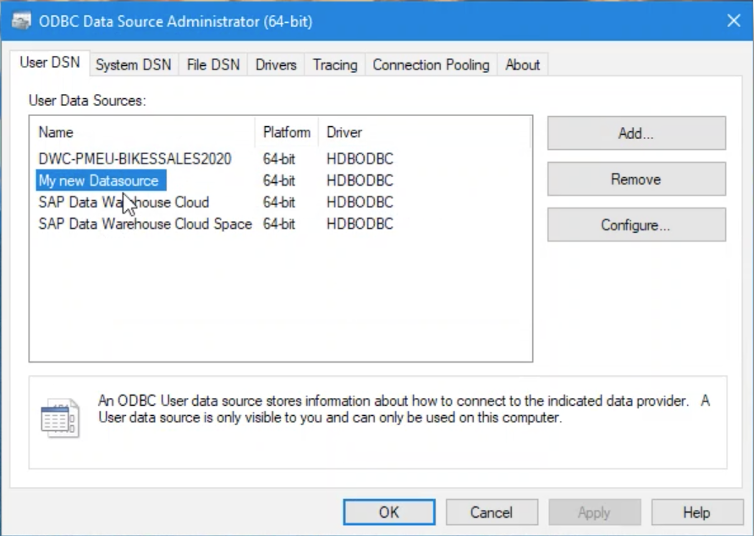 ODBC Data Source Administrator (64-bit)
User DSN System DSN File DSN Drivers Tracing Connection Pooling About
User Data Sources:
Name Platform Driver
DWC-PMEU-BIKESSALES2020 64-bit HDBODBC
My new Datasource 64-bit HDBODBC
SAP Data Warehouse Cloud 64-bit HDBODBC
SAP Data Warehouse Cloud Space 64-bit HDBODBC
Add...
Remove
Configure...
An ODBC User data source stores information about how to connect to the indicated data provider. A
User data source is only visible to you and can only be used on this computer.
OK Cancel Apply Help